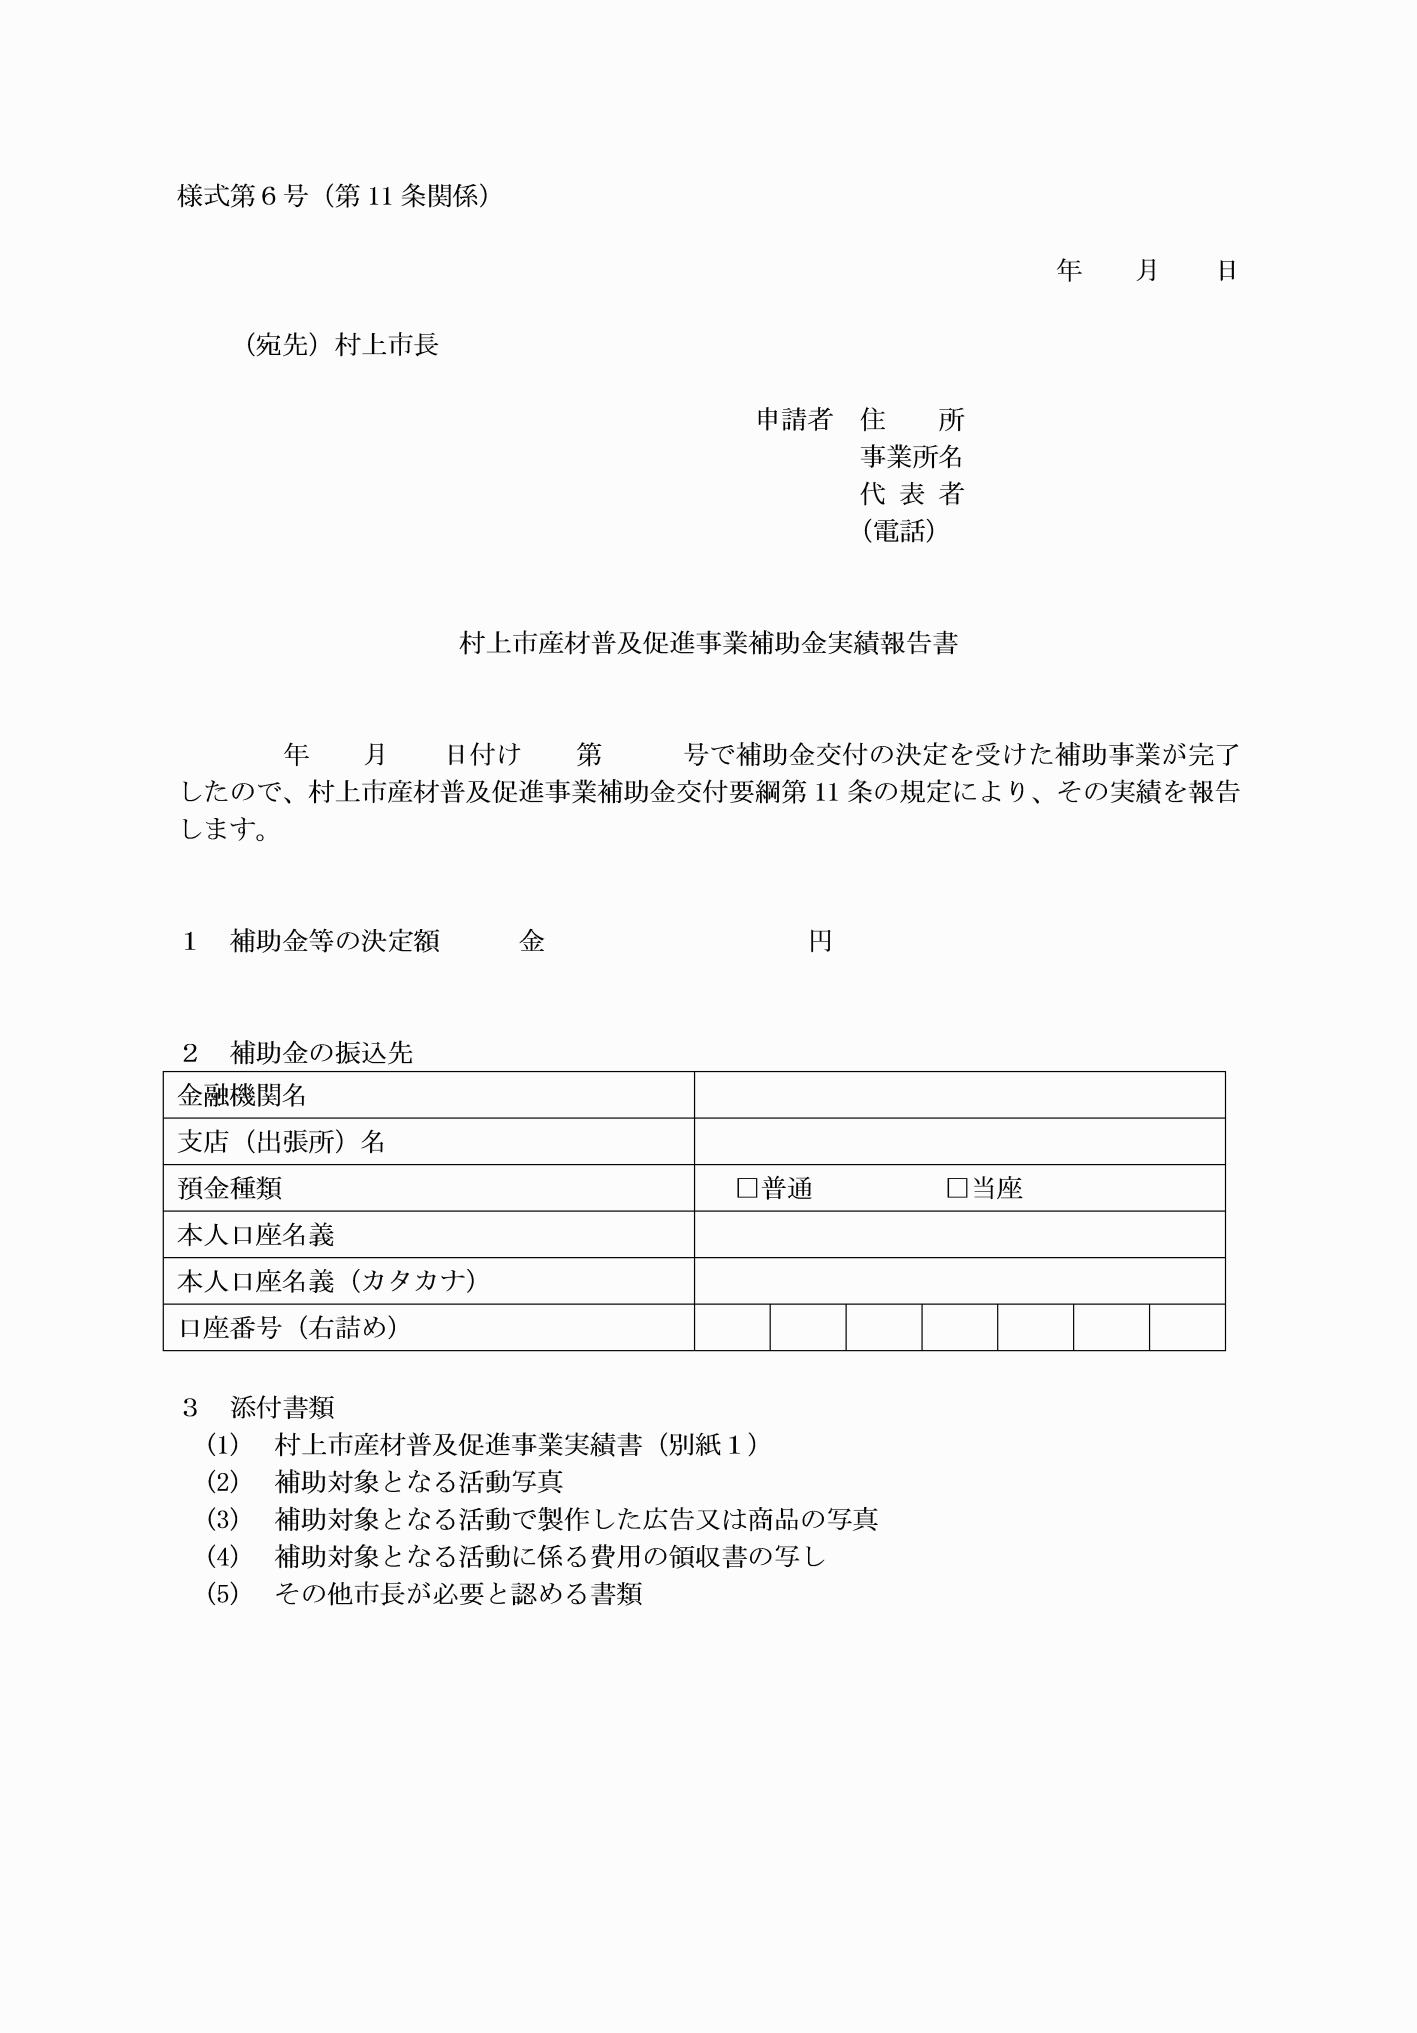 様式第６号（第 11 条関係）
年　　月　　日
（宛先）村上市長
申請者　住　　所
事業所名
代 表 者
（電話）
村上市産材普及促進事業補助金実績報告書
年　　月　　日付け　　第　　　号で補助金交付の決定を受けた補助事業が完了
したので、村上市産材普及促進事業補助金交付要綱第 11 条の規定により、その実績を報告
します。
１　補助金等の決定額　　　金　　　　　　　　　　円
２　補助金の振込先
金融機関名
支店（出張所）名
預金種類　　□普通　　　　　□当座
本人口座名義
本人口座名義（カタカナ）
口座番号（右詰め）
３　添付書類
(1)　村上市産材普及促進事業実績書（別紙１）
(2)　補助対象となる活動写真
(3)　補助対象となる活動で製作した広告又は商品の写真
(4)　補助対象となる活動に係る費用の領収書の写し
(5)　その他市長が必要と認める書類